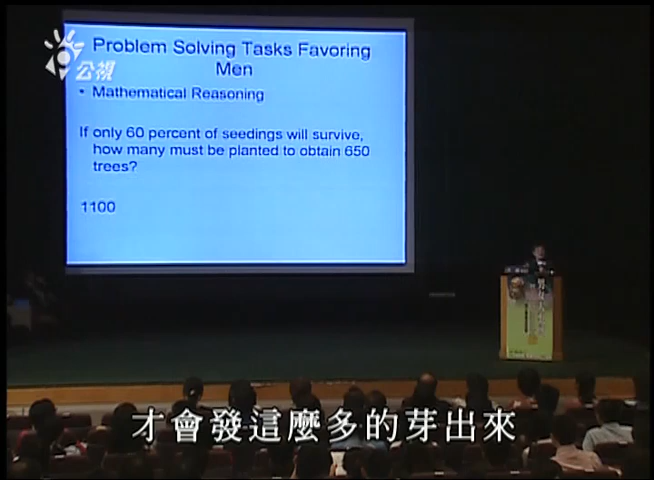 Problem Solving Tasks Favoring
Men
公視
• Mathematical Reasoning
If only 60 percent of seedings will survive,
how many must be planted to obtain 650
trees?
1100
才會發這麼多的芽出來